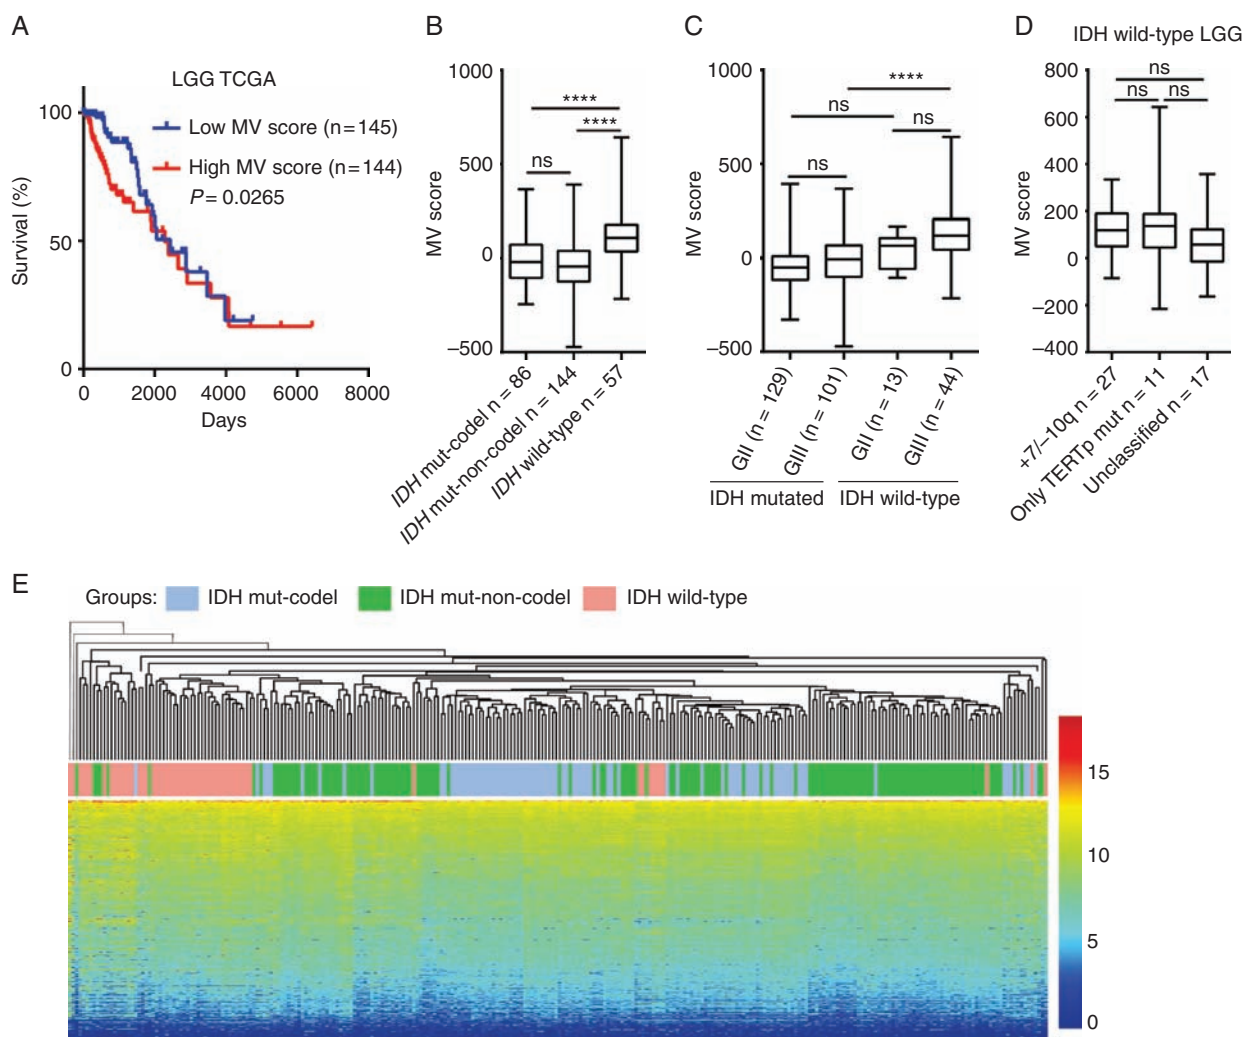 A
LGG TCGA
100
50
0
Survival (%)
Low MV score (n=145)
High MV score (n=144)
P= 0.0265
0 2000 4000 6000 8000
Days
B
1000
500
0
–500
MV score
ns
****
****
IDH mut-codel n = 86
IDH mut-non-codel n = 144
IDH wild-type n = 57
C
1000
500
0
–500
MV score
ns
ns
ns
****
GII (n = 129)
GIII (n = 101)
GII (n = 13)
GIII (n = 44)
IDH mutated
IDH wild-type
D
IDH wild-type LGG
800
600
400
200
0
–200
–400
MV score
ns
ns
ns
+7/–10q n = 27
Only TERTp mut n = 11
Unclassified n = 17
E
Groups: IDH mut-codel IDH mut-non-codel IDH wild-type
15
10
5
0